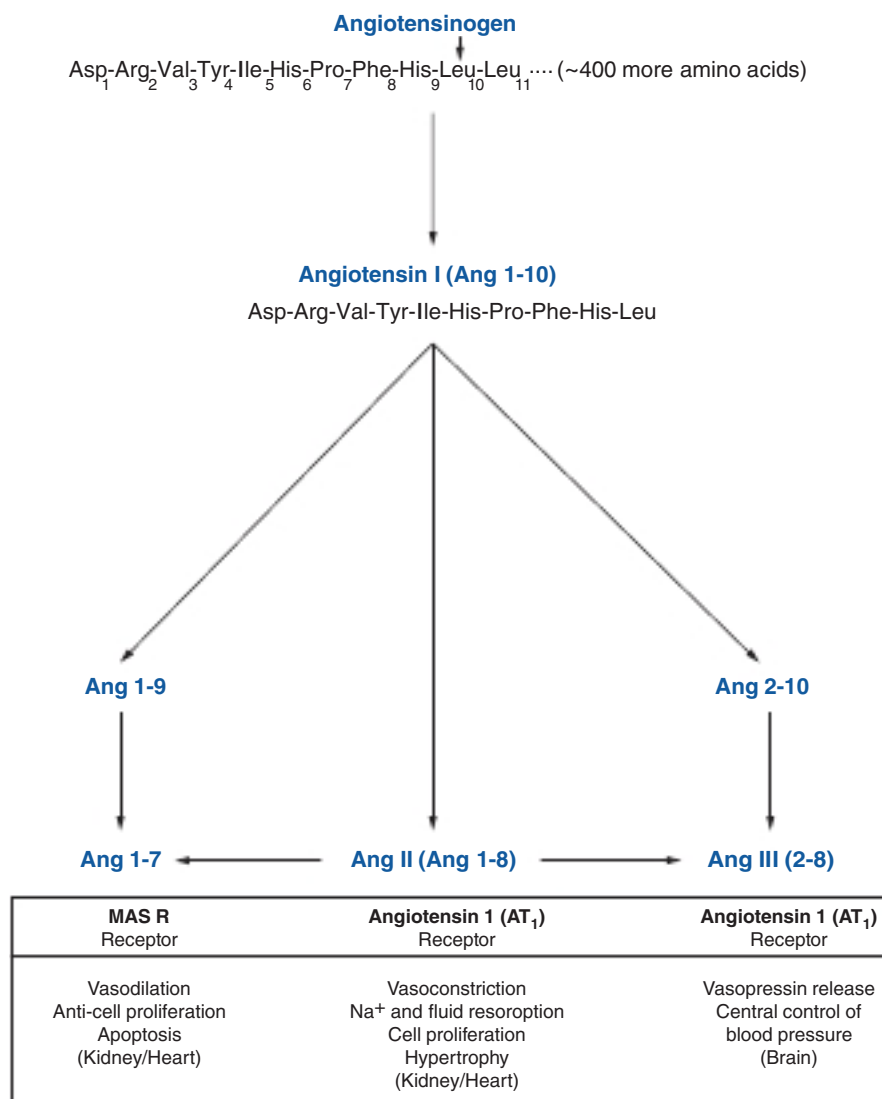 Angiotensinogen
Asp-Arg-Val-Tyr-Ile-His-Pro-Phe-His-Leu-Leu ···· (~400 more amino acids)
1 2 3 4 5 6 7 8 9 10 11
Angiotensin I (Ang 1-10)
Asp-Arg-Val-Tyr-Ile-His-Pro-Phe-His-Leu
Ang 1-9
Ang 2-10
Ang 1-7
Ang II (Ang 1-8)
Ang III (2-8)
MAS R
Receptor
Vasodilation
Anti-cell proliferation
Apoptosis
(Kidney/Heart)
Angiotensin 1 (AT₁)
Receptor
Vasoconstriction
Na⁺ and fluid resoroption
Cell proliferation
Hypertrophy
(Kidney/Heart)
Angiotensin 1 (AT₁)
Receptor
Vasopressin release
Central control of
blood pressure
(Brain)